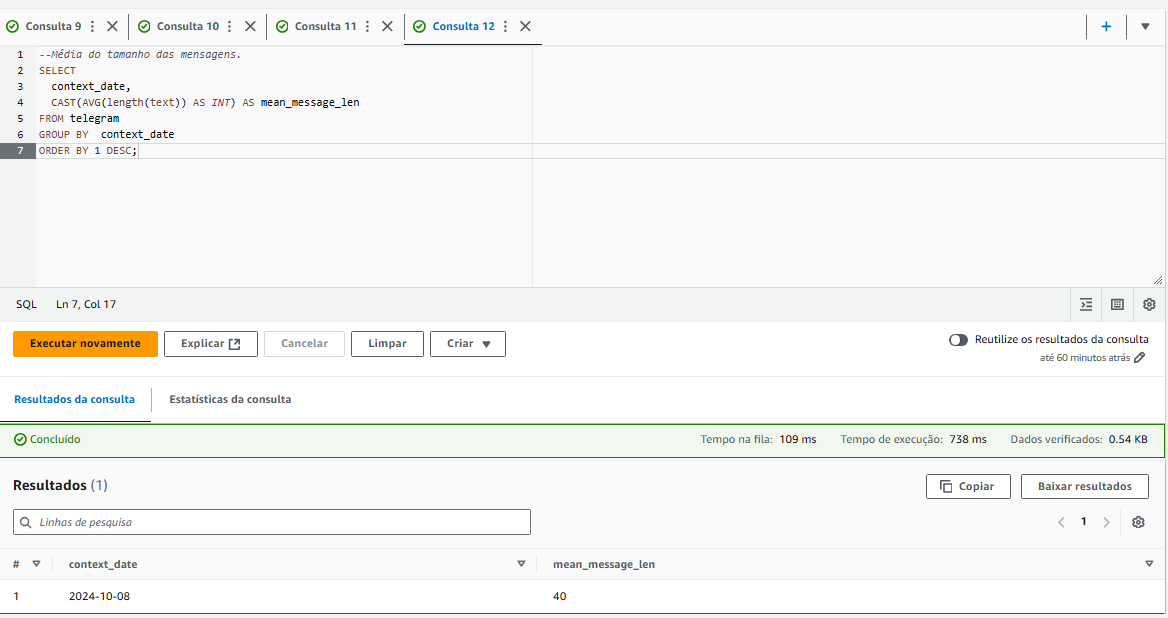 Consulta 9 Consulta 10 Consulta 11 Consulta 12
1 --Média do tamanho das mensagens.
2 SELECT
3 context_date,
4 CAST(AVG(length(text)) AS INT) AS mean_message_len
5 FROM telegram
6 GROUP BY  context_date
7 ORDER BY 1 DESC;
SQL Ln 7, Col 17
Executar novamente Explicar Cancelar Limpar Criar Reutilize os resultados da consulta
até 60 minutos atrás
Resultados da consulta Estatísticas da consulta
Concluído Tempo na fila: 109 ms Tempo de execução: 738 ms Dados verificados: 0.54 KB
Resultados (1) Copiar Baixar resultados
Linhas de pesquisa 1
# context_date mean_message_len
1 2024-10-08 40